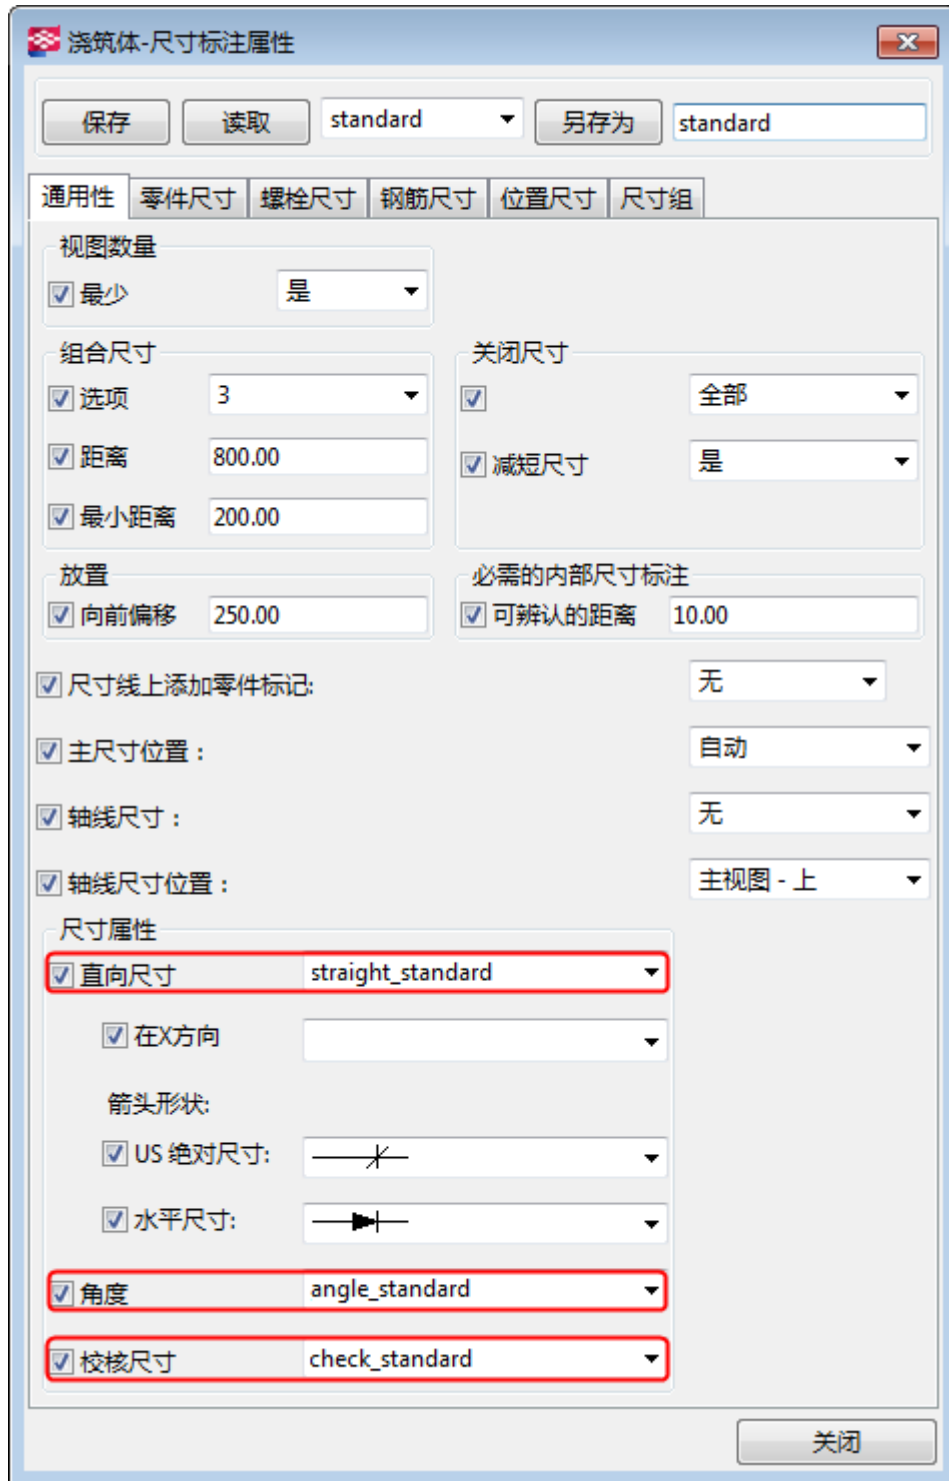 浇筑体-尺寸标注属性
保存 读取 standard 另存为 standard
通用性 零件尺寸 螺栓尺寸 钢筋尺寸 位置尺寸 尺寸组
视图数量
最少 是
组合尺寸 关闭尺寸
选项 3 全部
距离 800.00
减短尺寸 是
最小距离 200.00
放置 必需的内部尺寸标注
向前偏移 250.00 可辨认的距离 10.00
尺寸线上添加零件标记: 无
主尺寸位置： 自动
轴线尺寸： 无
轴线尺寸位置： 主视图 - 上
尺寸属性
直向尺寸 straight_standard
在X方向
箭头形状:
US 绝对尺寸:
水平尺寸:
角度 angle_standard
校核尺寸 check_standard
关闭